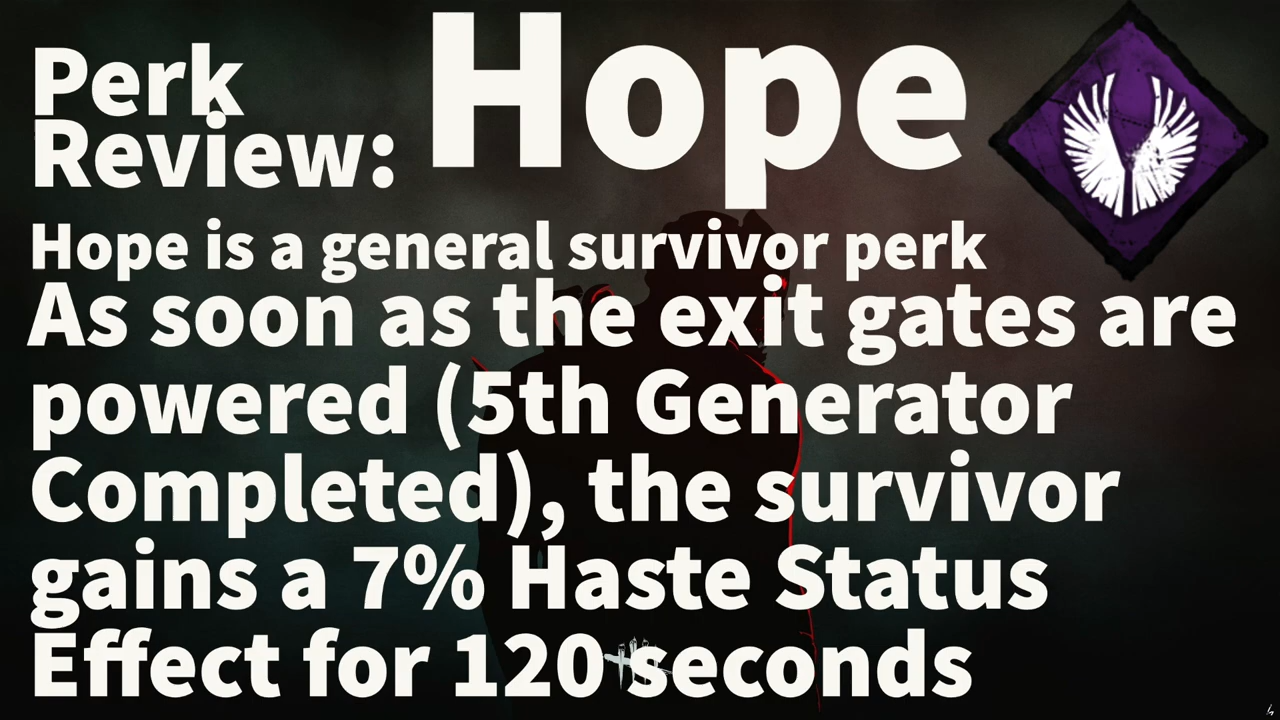 Perk
Review:
Hope
Hope is a general survivor perk
As soon as the exit gates are
powered (5th Generator
Completed), the survivor
gains a 7% Haste Status
Effect for 120 seconds